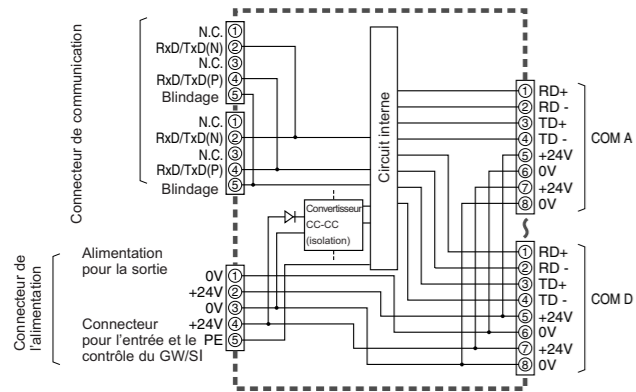 Connecteur de communication
N.C. ①
RxD/TxD(N) ②
N.C. ③
RxD/TxD(P) ④
Blindage ⑤
N.C. ①
RxD/TxD(N) ②
N.C. ③
RxD/TxD(P) ④
Blindage ⑤
Circuit interne
Convertisseur
CC-CC
(isolation)
Connecteur de
l'alimentation
Alimentation
pour la sortie
Connecteur
pour l'entrée et le
contrôle du GW/SI
0V ①
+24V ②
0V ③
+24V ④
PE ⑤
① RD+
② RD -
③ TD+
④ TD -
⑤ +24V
⑥ 0V
⑦ +24V
⑧ 0V
COM A
① RD+
② RD -
③ TD+
④ TD -
⑤ +24V
⑥ 0V
⑦ +24V
⑧ 0V
COM D